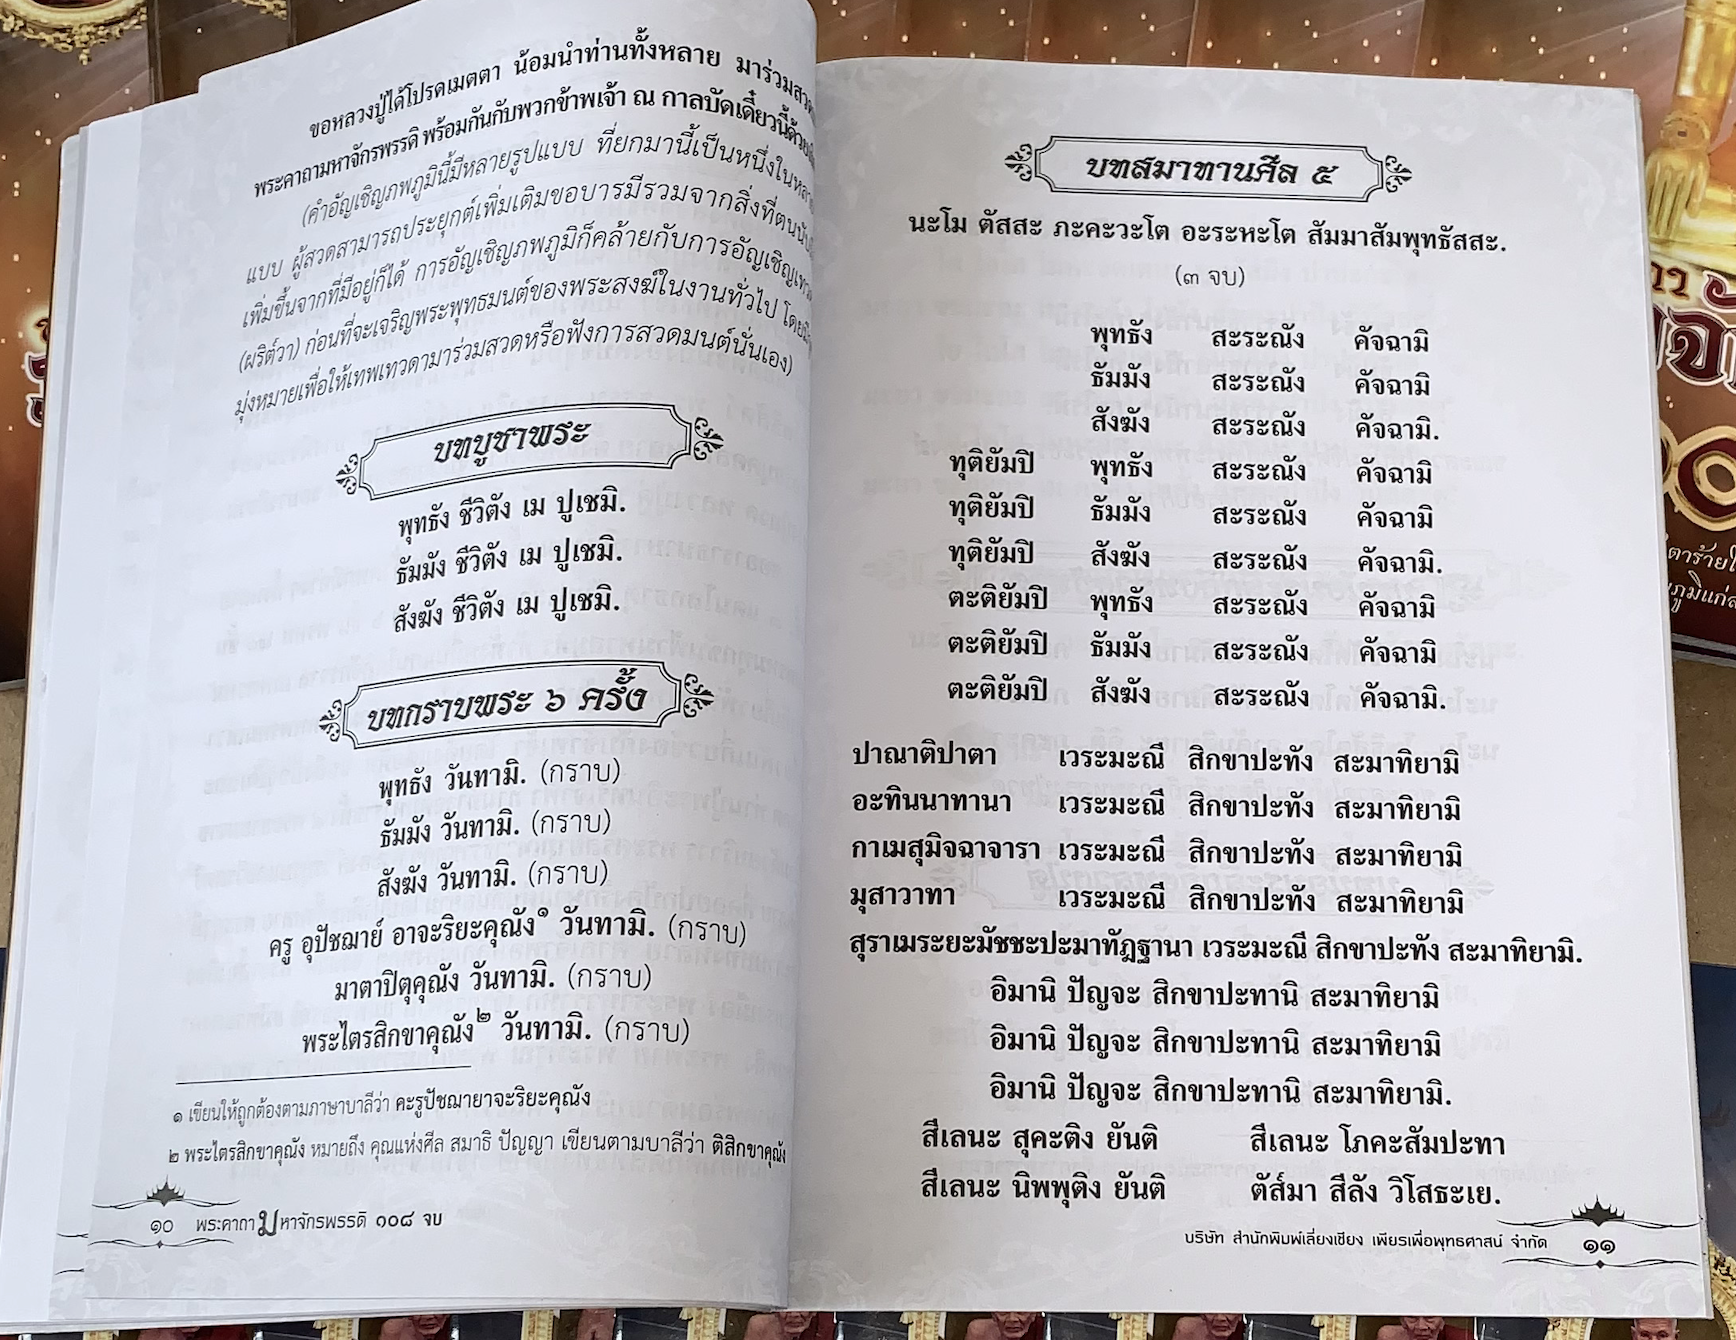 ขอหลวงปู่ได้โปรดเมตตา น้อมนำท่านทั้งหลาย มาร่วมสวด
พระคาถามหาจักรพรรดิ พร้อมกันกับพวกข้าพเจ้า ณ กาลบัดเดี๋ยวนี้ด้วย
(คำอัญเชิญภพภูมินี้มีหลายรูปแบบ ที่ยกมานี้เป็นหนึ่งในหลาย
แบบ ผู้สวดสามารถประยุกต์เพิ่มเติมขอบารมีรวมจากสิ่งที่ตน
เพิ่มขึ้นจากที่มีอยู่ก็ได้ การอัญเชิญภพภูมิก็คล้ายกับการอัญเชิญ
(ผริต์วา) ก่อนที่จะเจริญพระพุทธมนต์ของพระสงฆ์ในงานทั่วไป
มุ่งหมายเพื่อให้เทพเทวดามาร่วมสวดหรือฟังการสวดมนต์นั่นเอง)
บทบูชาพระ
พุทธัง ชีวิตัง เม ปูเชมิ.
ธัมมัง ชีวิตัง เม ปูเชมิ.
สังฆัง ชีวิตัง เม ปูเชมิ.
บทกราบพระ ๖ ครั้ง
พุทธัง วันทามิ. (กราบ)
ธัมมัง วันทามิ. (กราบ)
สังฆัง วันทามิ. (กราบ)
ครู อุปัชฌาย์ อาจะริยะคุณัง๑ วันทามิ. (กราบ)
มาตาปิตุคุณัง วันทามิ. (กราบ)
พระไตรสิกขาคุณัง๒ วันทามิ. (กราบ)
๑ เขียนให้ถูกต้องตามภาษาบาลีว่า คะรูปัชฌายาจะริยะคุณัง
๒ พระไตรสิกขาคุณัง หมายถึง คุณแห่งศีล สมาธิ ปัญญา เขียนตามบาลีว่า ติสิกขาคุณัง
๑๐ พระคาถามหาจักรพรรดิ ๑๐๘ จบ
บทสมาทานศีล ๕
นะโม ตัสสะ ภะคะวะโต อะระหะโต สัมมาสัมพุทธัสสะ.
(๓ จบ)
พุทธัง สะระณัง คัจฉามิ
ธัมมัง สะระณัง คัจฉามิ
สังฆัง สะระณัง คัจฉามิ.
ทุติยัมปิ พุทธัง สะระณัง คัจฉามิ
ทุติยัมปิ ธัมมัง สะระณัง คัจฉามิ
ทุติยัมปิ สังฆัง สะระณัง คัจฉามิ.
ตะติยัมปิ พุทธัง สะระณัง คัจฉามิ
ตะติยัมปิ ธัมมัง สะระณัง คัจฉามิ
ตะติยัมปิ สังฆัง สะระณัง คัจฉามิ.
ปาณาติปาตา เวระมะณี สิกขาปะทัง สะมาทิยามิ
อะทินนาทานา เวระมะณี สิกขาปะทัง สะมาทิยามิ
กาเมสุมิจฉาจารา เวระมะณี สิกขาปะทัง สะมาทิยามิ
มุสาวาทา เวระมะณี สิกขาปะทัง สะมาทิยามิ
สุราเมระยะมัชชะปะมาทัฏฐานา เวระมะณี สิกขาปะทัง สะมาทิยามิ.
อิมานิ ปัญจะ สิกขาปะทานิ สะมาทิยามิ
อิมานิ ปัญจะ สิกขาปะทานิ สะมาทิยามิ
อิมานิ ปัญจะ สิกขาปะทานิ สะมาทิยามิ.
สีเลนะ สุคะติง ยันติ สีเลนะ โภคะสัมปะทา
สีเลนะ นิพพุติง ยันติ ตัส์มา สีลัง วิโสธะเย.
บริษัท สำนักพิมพ์เลี่ยงเชียง เพียรเพื่อพุทธศาสน์ จำกัด ๑๑